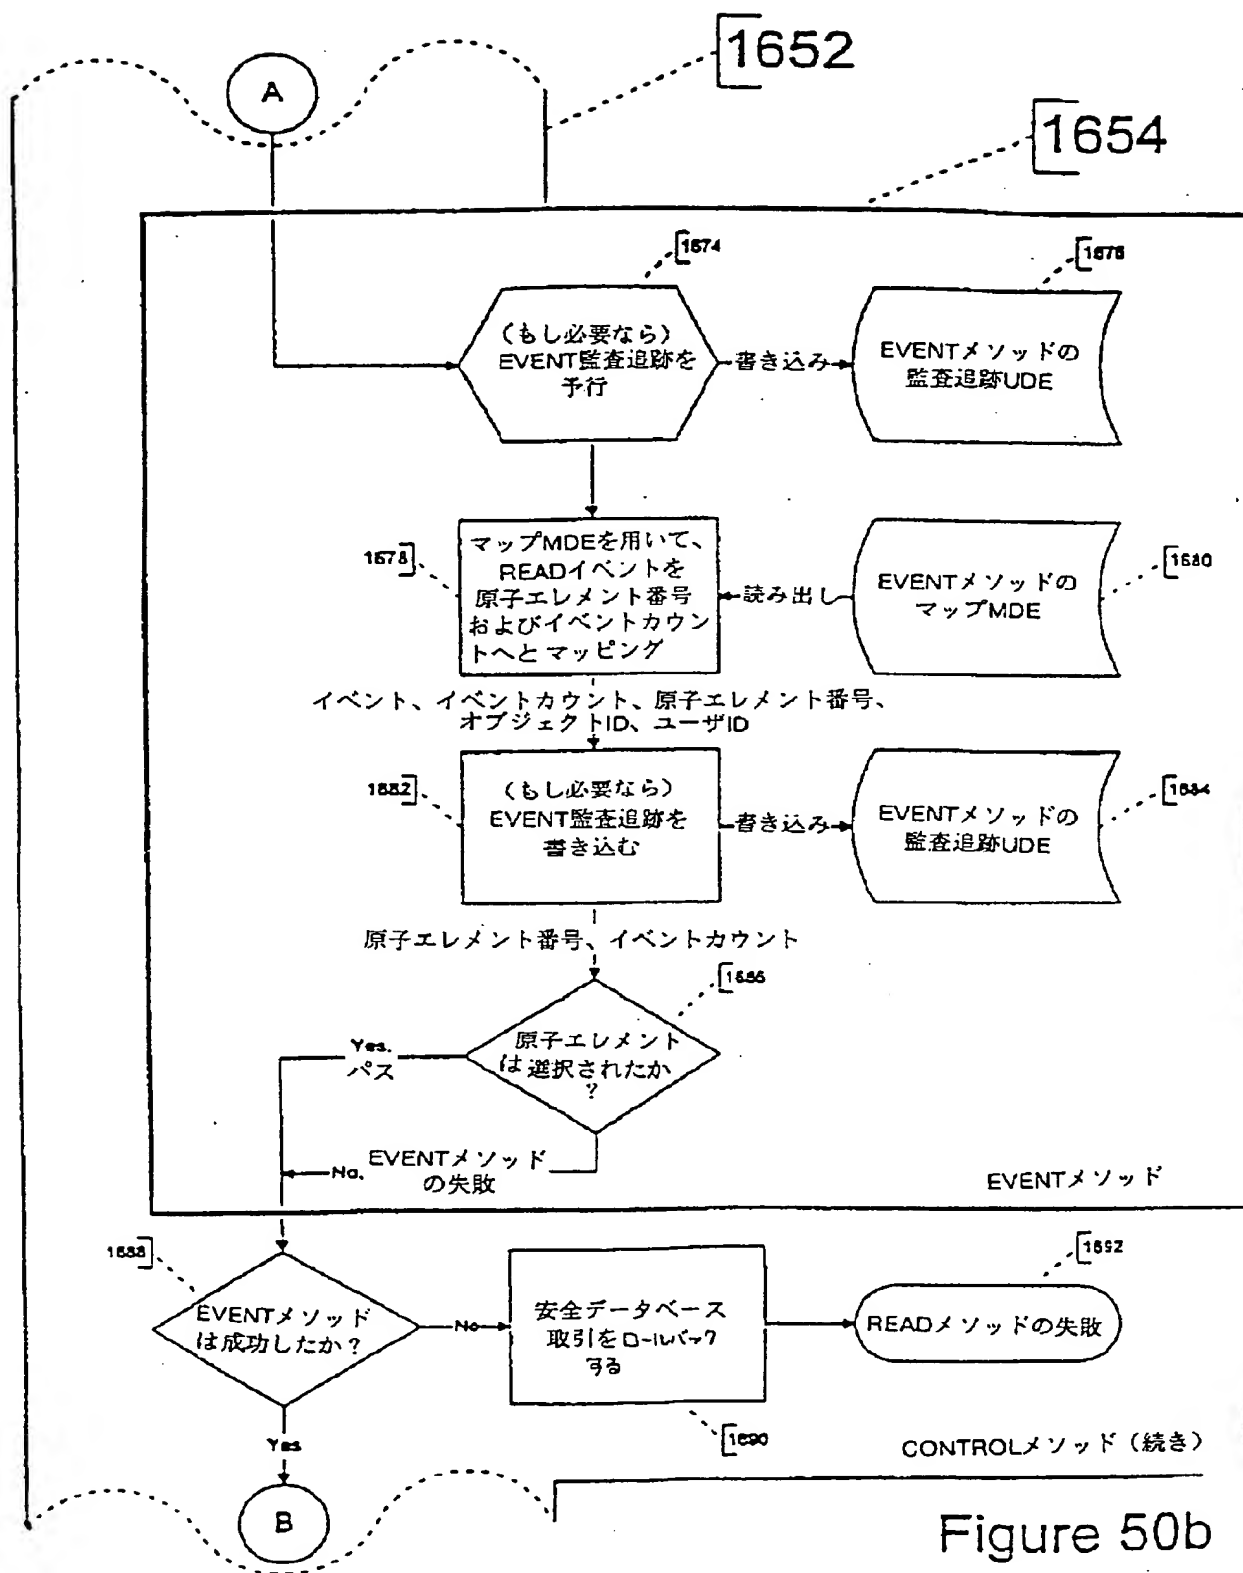 1652
A
1654
1674
(もし必要なら)
EVENT監査追跡を
予行
書き込み
1676
EVENTメソッドの
監査追跡UDE
1678
マップMDEを用いて、
READイベントを
原子エレメント番号
およびイベントカウン
トへとマッピング
読み出し
1680
EVENTメソッドの
マップMDE
イベント、イベントカウント、原子エレメント番号、
オブジェクトID、ユーザID
1682
(もし必要なら)
EVENT監査追跡を
書き込む
書き込み
1684
EVENTメソッドの
監査追跡UDE
原子エレメント番号、イベントカウント
1686
原子エレメント
は選択されたか
?
Yes.
パス
No.
EVENTメソッド
の失敗
EVENTメソッド
1688
EVENTメソッド
は成功したか?
No
安全データベース
取引をロールバック
する
1690
1692
READメソッドの失敗
Yes
B
CONTROLメソッド(続き)
Figure 50b